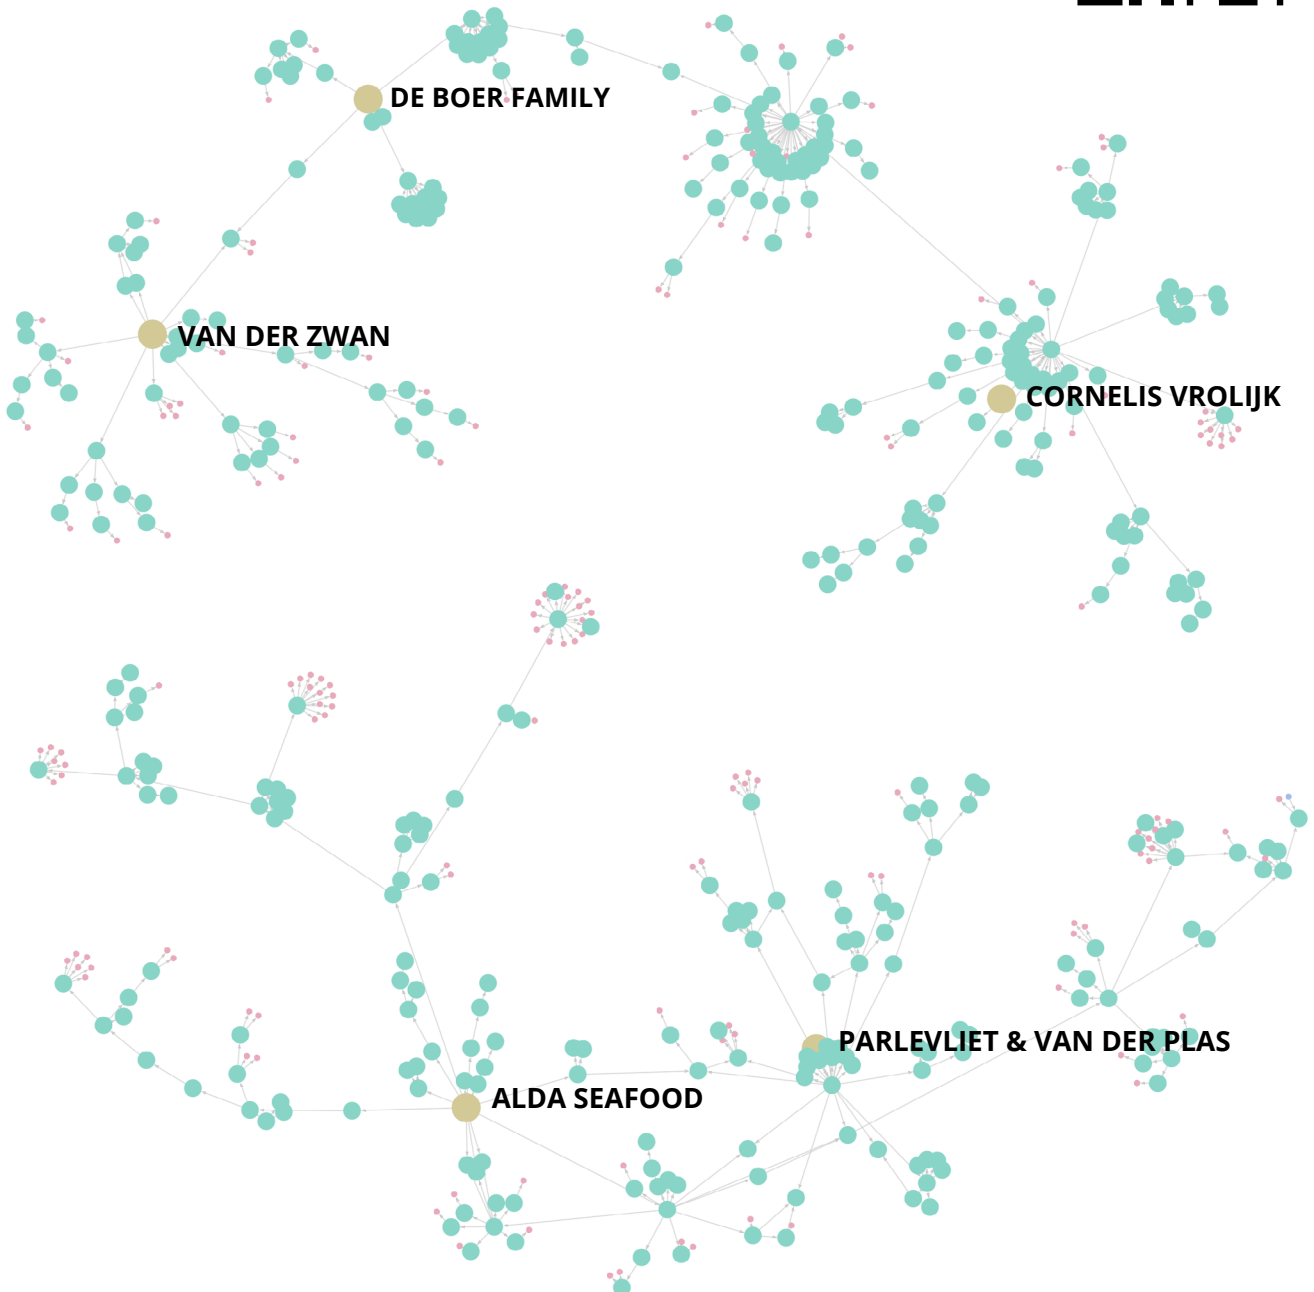 DE BOER FAMILY
VAN DER ZWAN
CORNELIS VROLIJK
PARLEVLIET & VAN DER PLAS
ALDA SEAFOOD